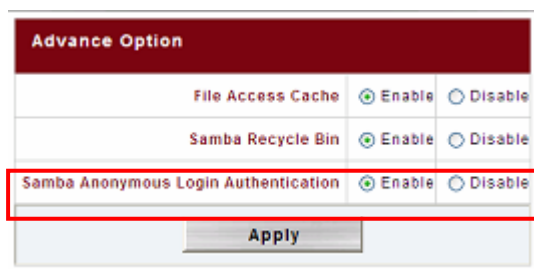 Advance Option
File Access Cache Enable Disable
Samba Recycle Bin Enable Disable
Samba Anonymous Login Authentication Enable Disable
Apply